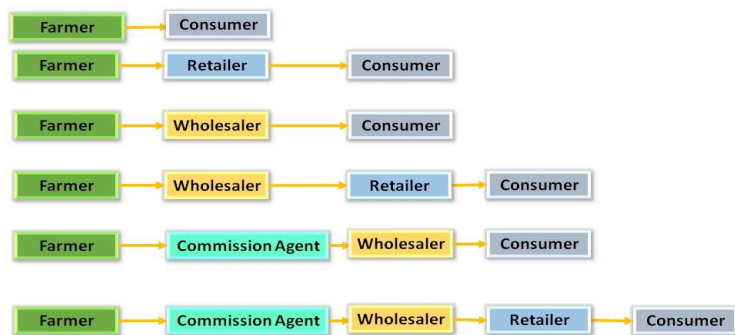 Farmer Consumer
Farmer Retailer Consumer
Farmer Wholesaler Consumer
Farmer Wholesaler Retailer Consumer
Farmer Commission Agent Wholesaler Consumer
Farmer Commission Agent Wholesaler Retailer Consumer